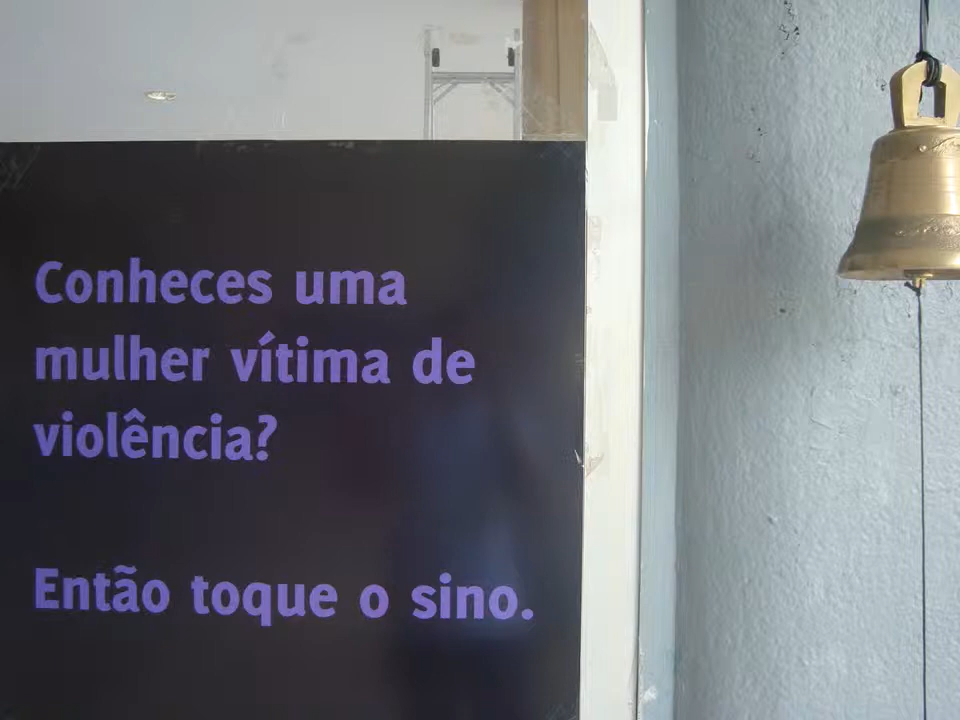 Conheces uma
mulher vítima de
violência?
Então toque o sino.